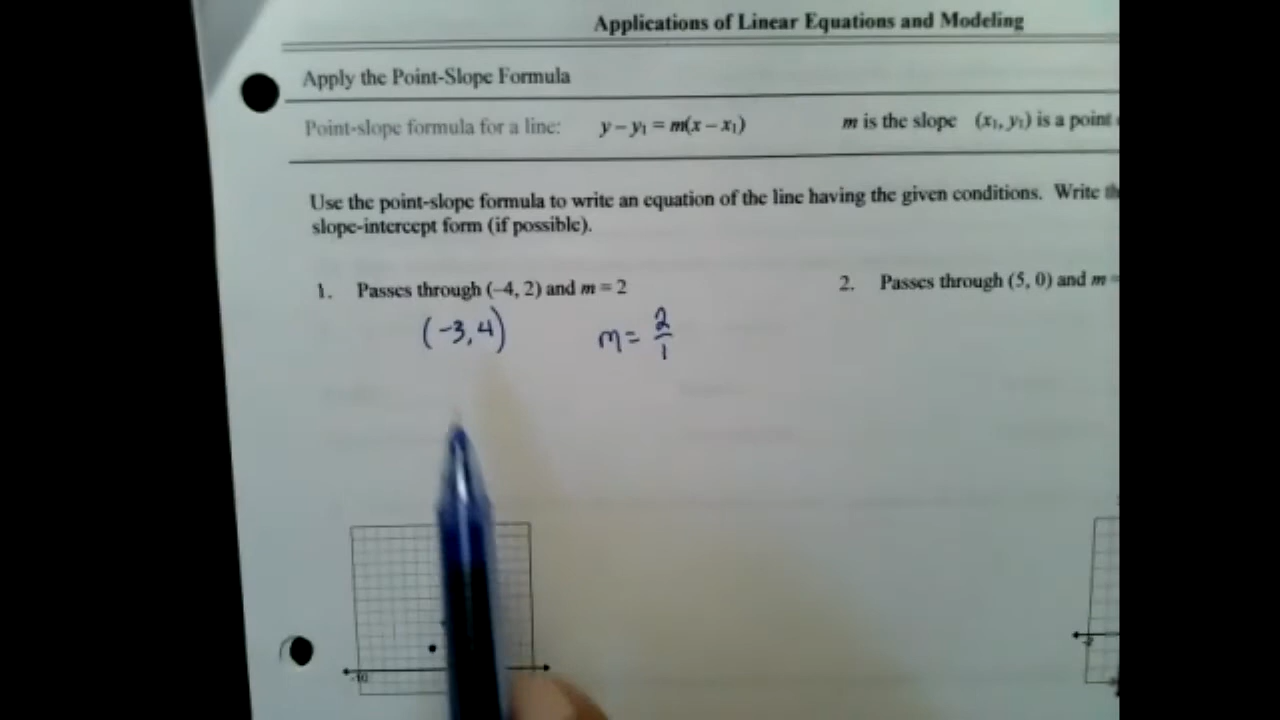 Applications of Linear Equations and Modeling
Apply the Point-Slope Formula
Point-slope formula for a line: y – y₁ = m(x – x₁) m is the slope (x₁, y₁) is a point
Use the point-slope formula to write an equation of the line having the given conditions. Write
slope-intercept form (if possible).
1. Passes through (–4, 2) and m = 2 2. Passes through (5, 0) and m =
(-3, 4) m = 2/1
-10